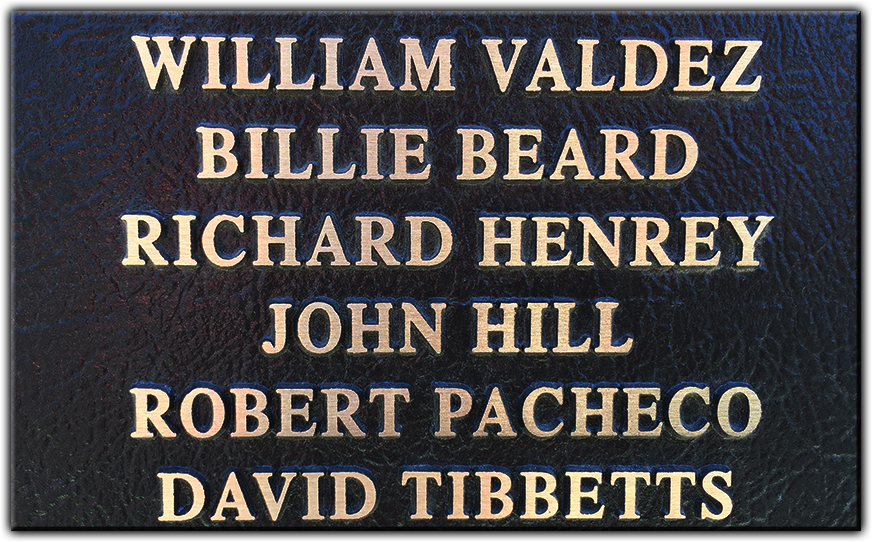 WILLIAM VALDEZ
BILLIE BEARD
RICHARD HENREY
JOHN HILL
ROBERT PACHECO
DAVID TIBBETTS